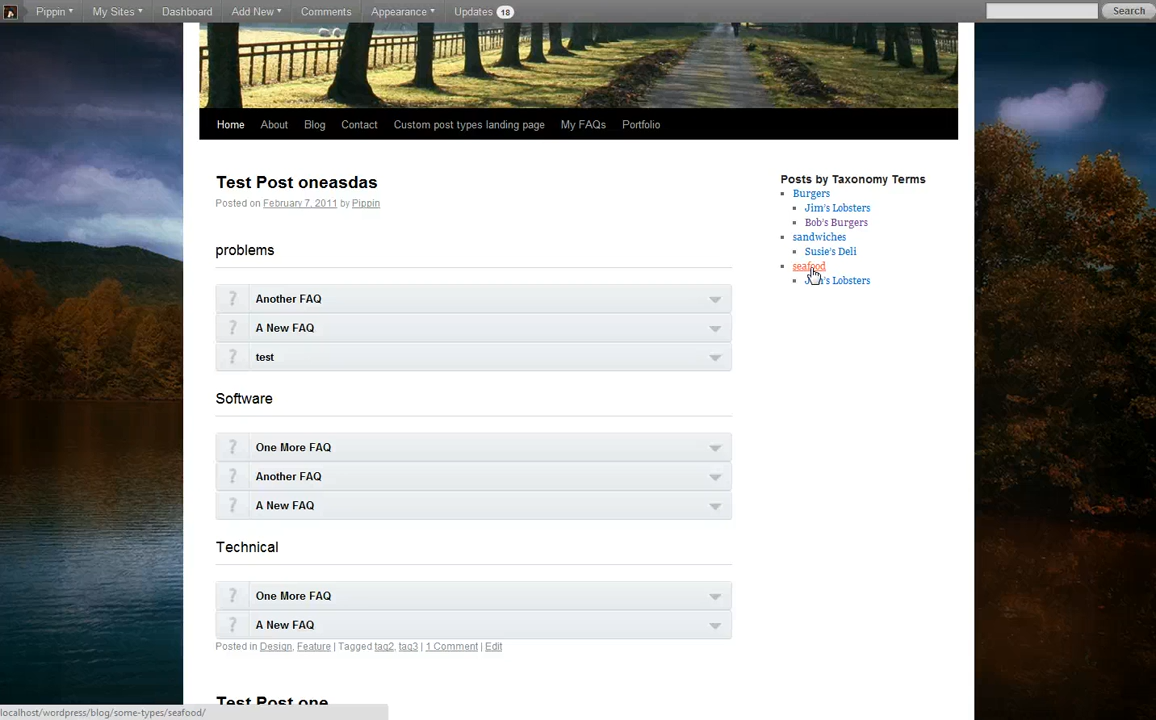 Pippin My Sites Dashboard Add New Comments Appearance Updates 18 Search
Home About Blog Contact Custom post types landing page My FAQs Portfolio
Test Post oneasdas
Posted on February 7, 2011 by Pippin
problems
? Another FAQ
? A New FAQ
? test
Software
? One More FAQ
? Another FAQ
? A New FAQ
Technical
? One More FAQ
? A New FAQ
Posted in Design, Feature | Tagged tag2, tag3 | 1 Comment | Edit
Test Post one
Posts by Taxonomy Terms
Burgers
Jim's Lobsters
Bob's Burgers
sandwiches
Susie's Deli
seafood
Jim's Lobsters
localhost/wordpress/blog/some-types/seafood/